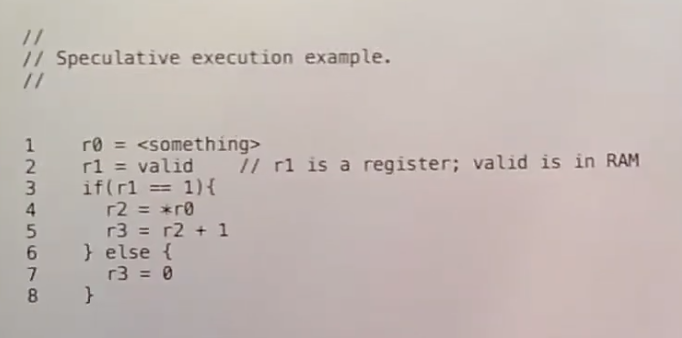 //
// Speculative execution example.
//
1 r0 = <something>
2 r1 = valid // r1 is a register; valid is in RAM
3 if(r1 == 1){
4 r2 = *r0
5 r3 = r2 + 1
6 } else {
7 r3 = 0
8 }